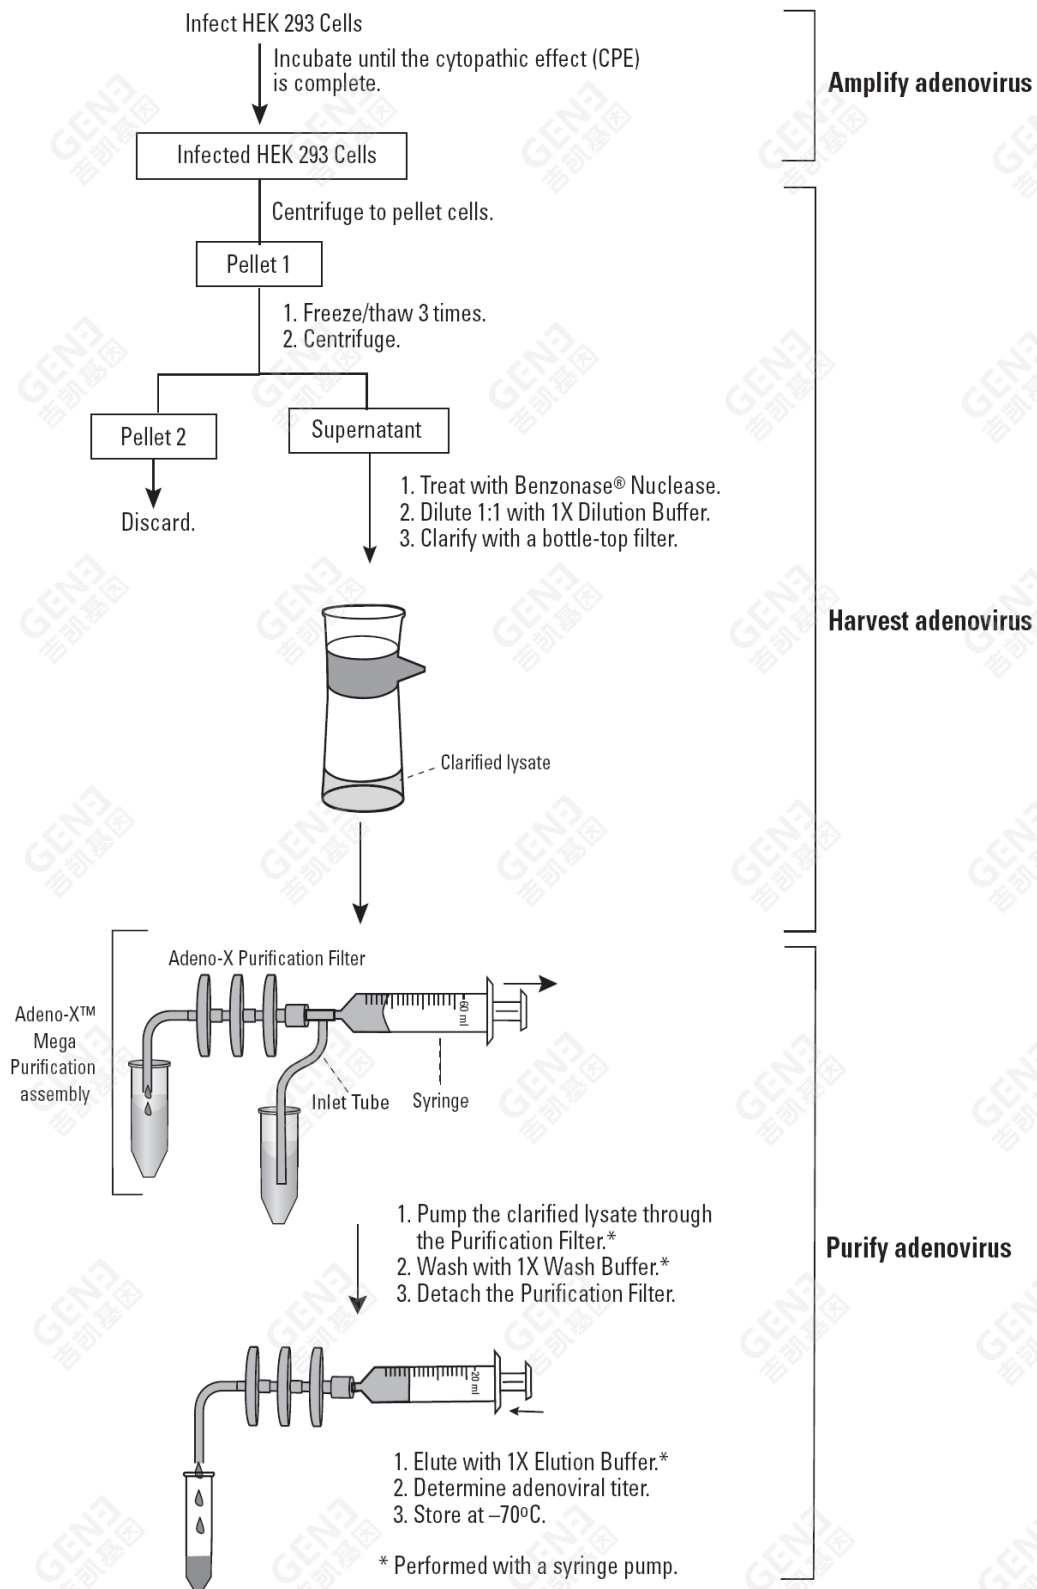 Infect HEK 293 Cells
Incubate until the cytopathic effect (CPE)
is complete.
Amplify adenovirus
Infected HEK 293 Cells
Centrifuge to pellet cells.
Pellet 1
1. Freeze/thaw 3 times.
2. Centrifuge.
Pellet 2
Supernatant
Discard.
1. Treat with Benzonase® Nuclease.
2. Dilute 1:1 with 1X Dilution Buffer.
3. Clarify with a bottle-top filter.
Harvest adenovirus
Clarified lysate
Adeno-X Purification Filter
Adeno-X™
Mega
Purification
assembly
60 ml
Inlet Tube
Syringe
1. Pump the clarified lysate through
the Purification Filter.*
2. Wash with 1X Wash Buffer.*
3. Detach the Purification Filter.
Purify adenovirus
20 ml
1. Elute with 1X Elution Buffer.*
2. Determine adenoviral titer.
3. Store at –70ºC.
* Performed with a syringe pump.
GENE
吉凯基因